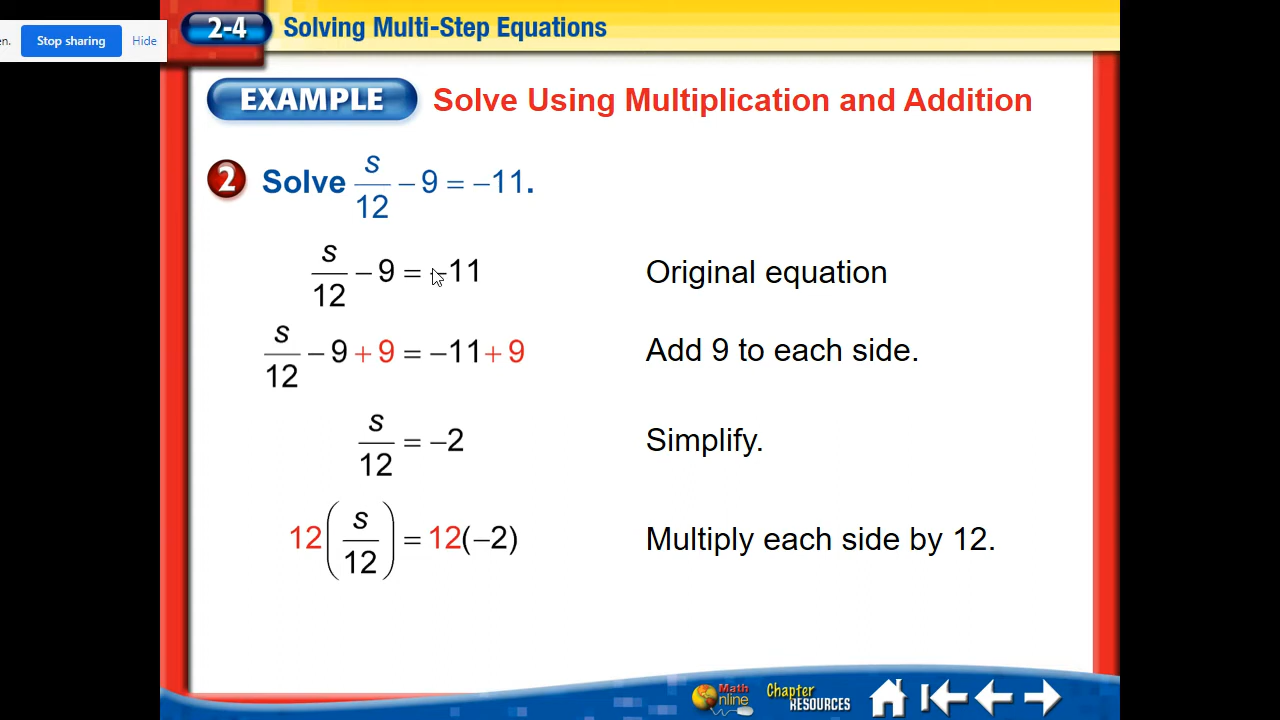 en.
Stop sharing
Hide
2-4
Solving Multi-Step Equations
EXAMPLE
Solve Using Multiplication and Addition
2
Solve s/12 – 9 = –11.
s/12 – 9 = –11
Original equation
s/12 – 9 + 9 = –11 + 9
Add 9 to each side.
s/12 = –2
Simplify.
12(s/12) = 12(–2)
Multiply each side by 12.
Math
nline
Chapter
RESOURCES